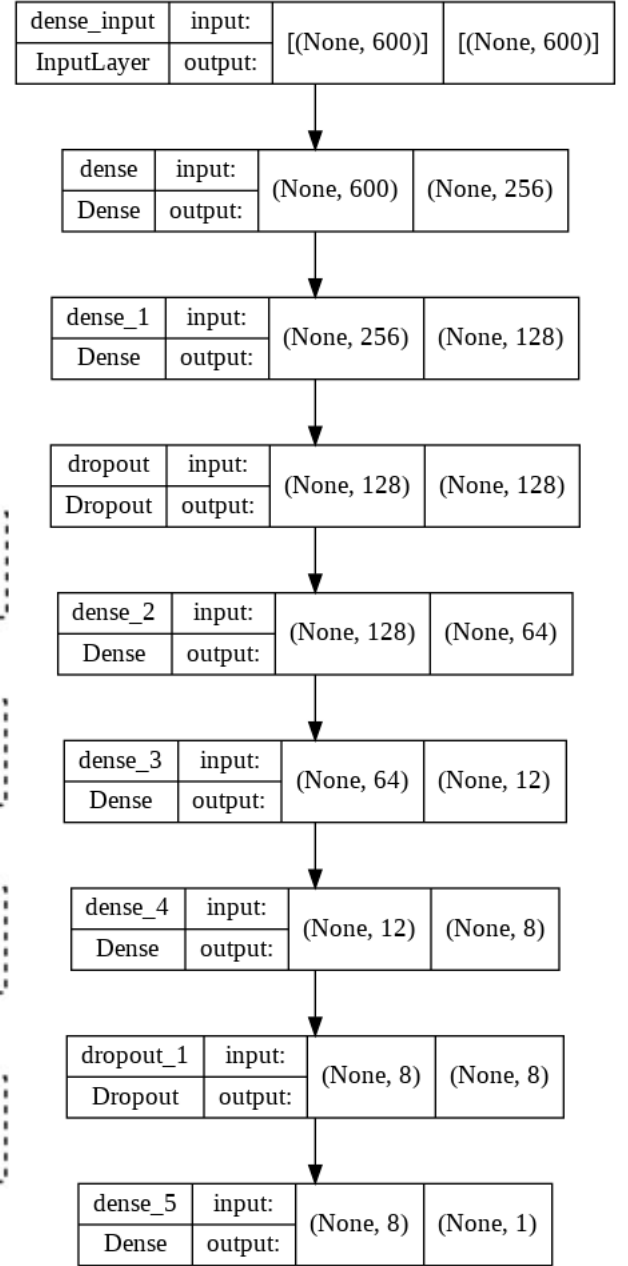 dense_input input: [(None, 600)] [(None, 600)]
InputLayer output:
dense input: (None, 600) (None, 256)
Dense output:
dense_1 input: (None, 256) (None, 128)
Dense output:
dropout input: (None, 128) (None, 128)
Dropout output:
dense_2 input: (None, 128) (None, 64)
Dense output:
dense_3 input: (None, 64) (None, 12)
Dense output:
dense_4 input: (None, 12) (None, 8)
Dense output:
dropout_1 input: (None, 8) (None, 8)
Dropout output:
dense_5 input: (None, 8) (None, 1)
Dense output: